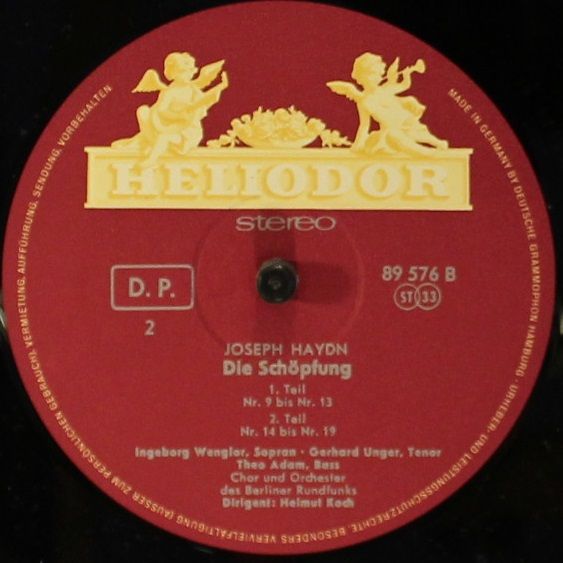 HELIODOR
stereo
D. P.
2
89 576 B
ST 33
JOSEPH HAYDN
Die Schöpfung
1. Teil
Nr. 9 bis Nr. 13
2. Teil
Nr. 14 bis Nr. 19
Ingeborg Wenglor, Sopran · Gerhard Unger, Tenor
Theo Adam, Bass
Chor und Orchester
des Berliner Rundfunks
Dirigent: Helmut Koch
MADE IN GERMANY BY DEUTSCHE GRAMMOPHON HAMBURG · URHEBER- UND LEISTUNGSSCHUTZRECHTE, BESONDERS VERVIELFÄLTIGUNG (AUSSER ZUM PERSÖNLICHEN GEBRAUCH), VERMIETUNG, AUFFÜHRUNG, SENDUNG, VORBEHALTEN